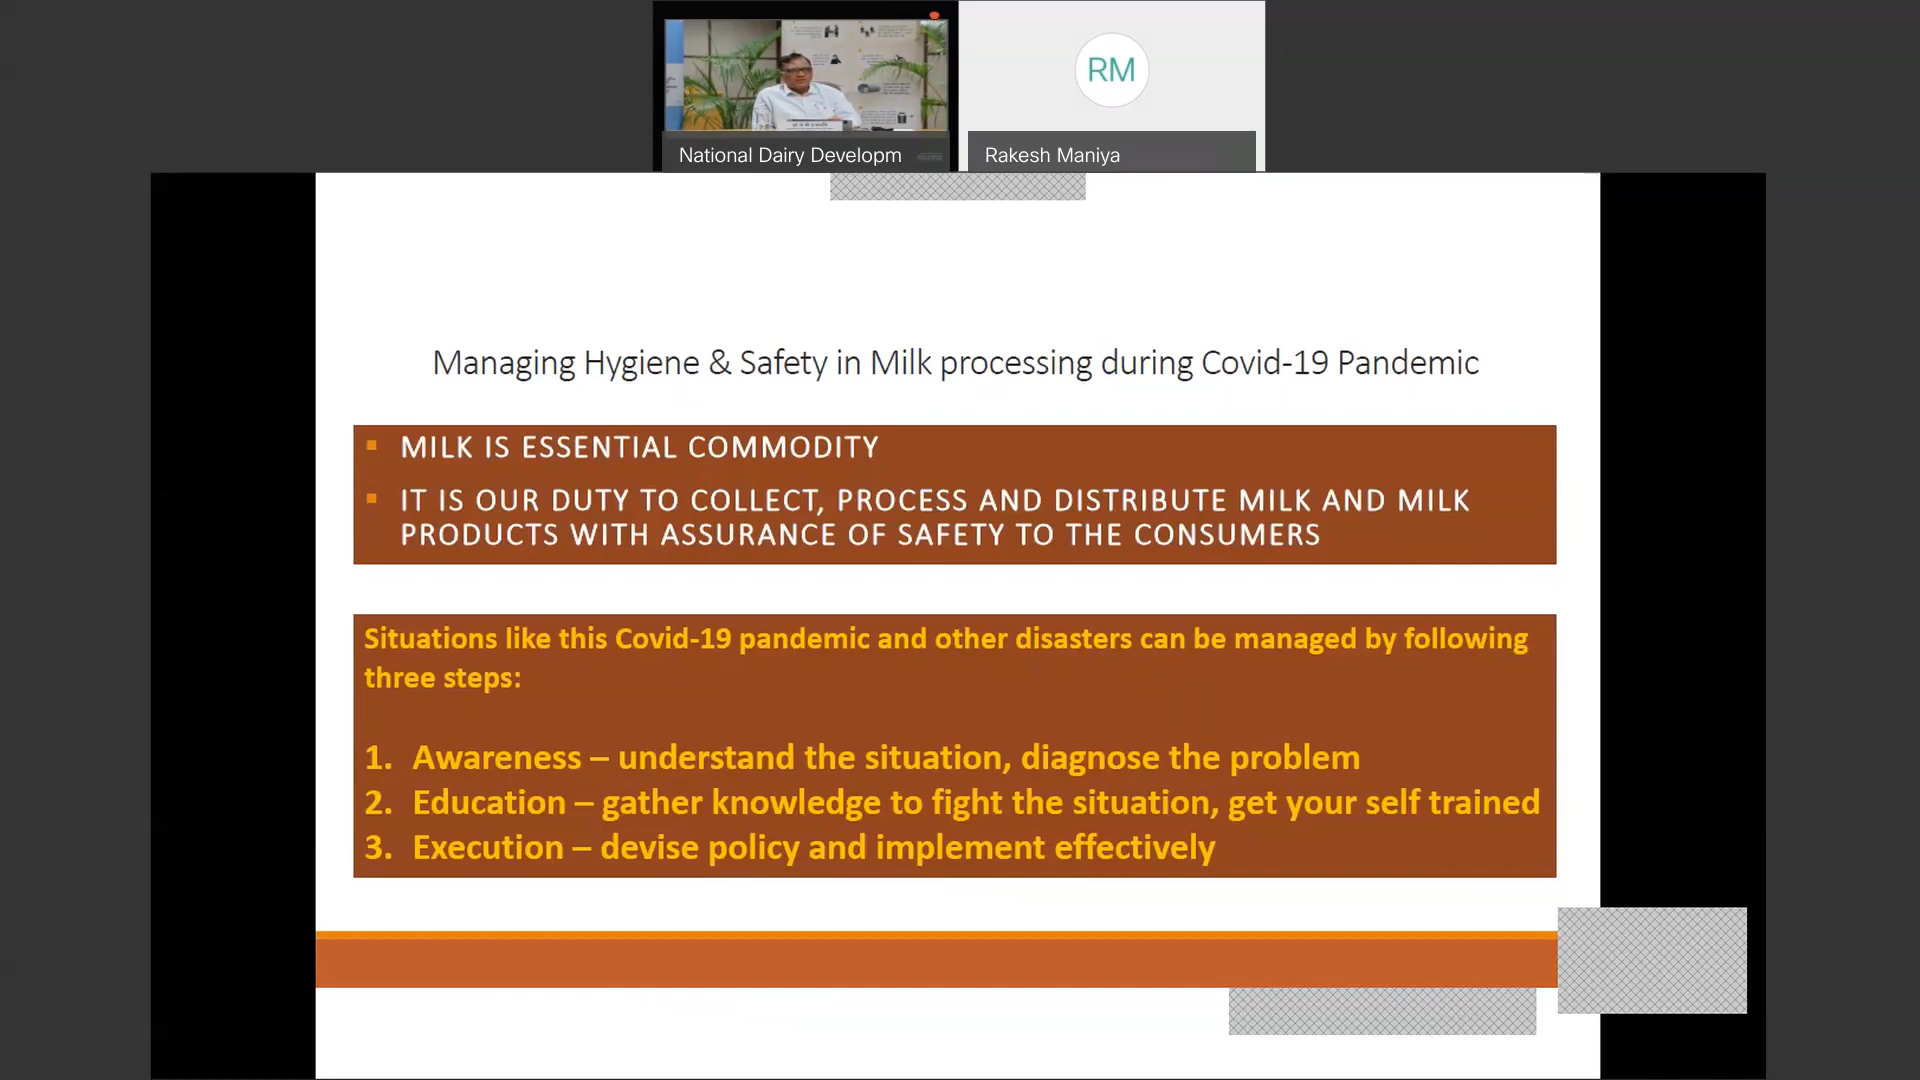 National Dairy Developm
RM
Rakesh Maniya
Managing Hygiene & Safety in Milk processing during Covid-19 Pandemic
▪ MILK IS ESSENTIAL COMMODITY
▪ IT IS OUR DUTY TO COLLECT, PROCESS AND DISTRIBUTE MILK AND MILK
PRODUCTS WITH ASSURANCE OF SAFETY TO THE CONSUMERS
Situations like this Covid-19 pandemic and other disasters can be managed by following
three steps:
1. Awareness – understand the situation, diagnose the problem
2. Education – gather knowledge to fight the situation, get your self trained
3. Execution – devise policy and implement effectively